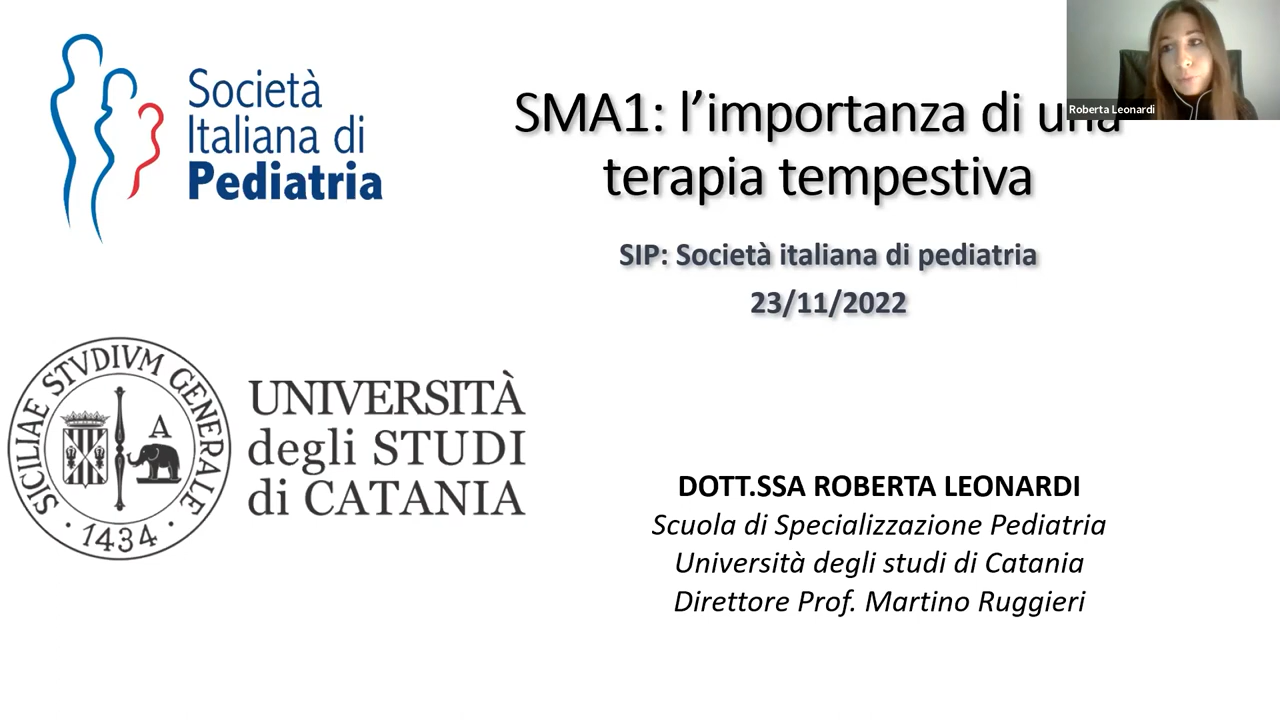 Società
Italiana di
Pediatria
Roberta Leonardi
SMA1: l’importanza di una
terapia tempestiva
SIP: Società italiana di pediatria
23/11/2022
SICILIAE STVDIVM GENERALE
A
· 1434 ·
UNIVERSITÀ
degli STUDI
di CATANIA
DOTT.SSA ROBERTA LEONARDI
Scuola di Specializzazione Pediatria
Università degli studi di Catania
Direttore Prof. Martino Ruggieri